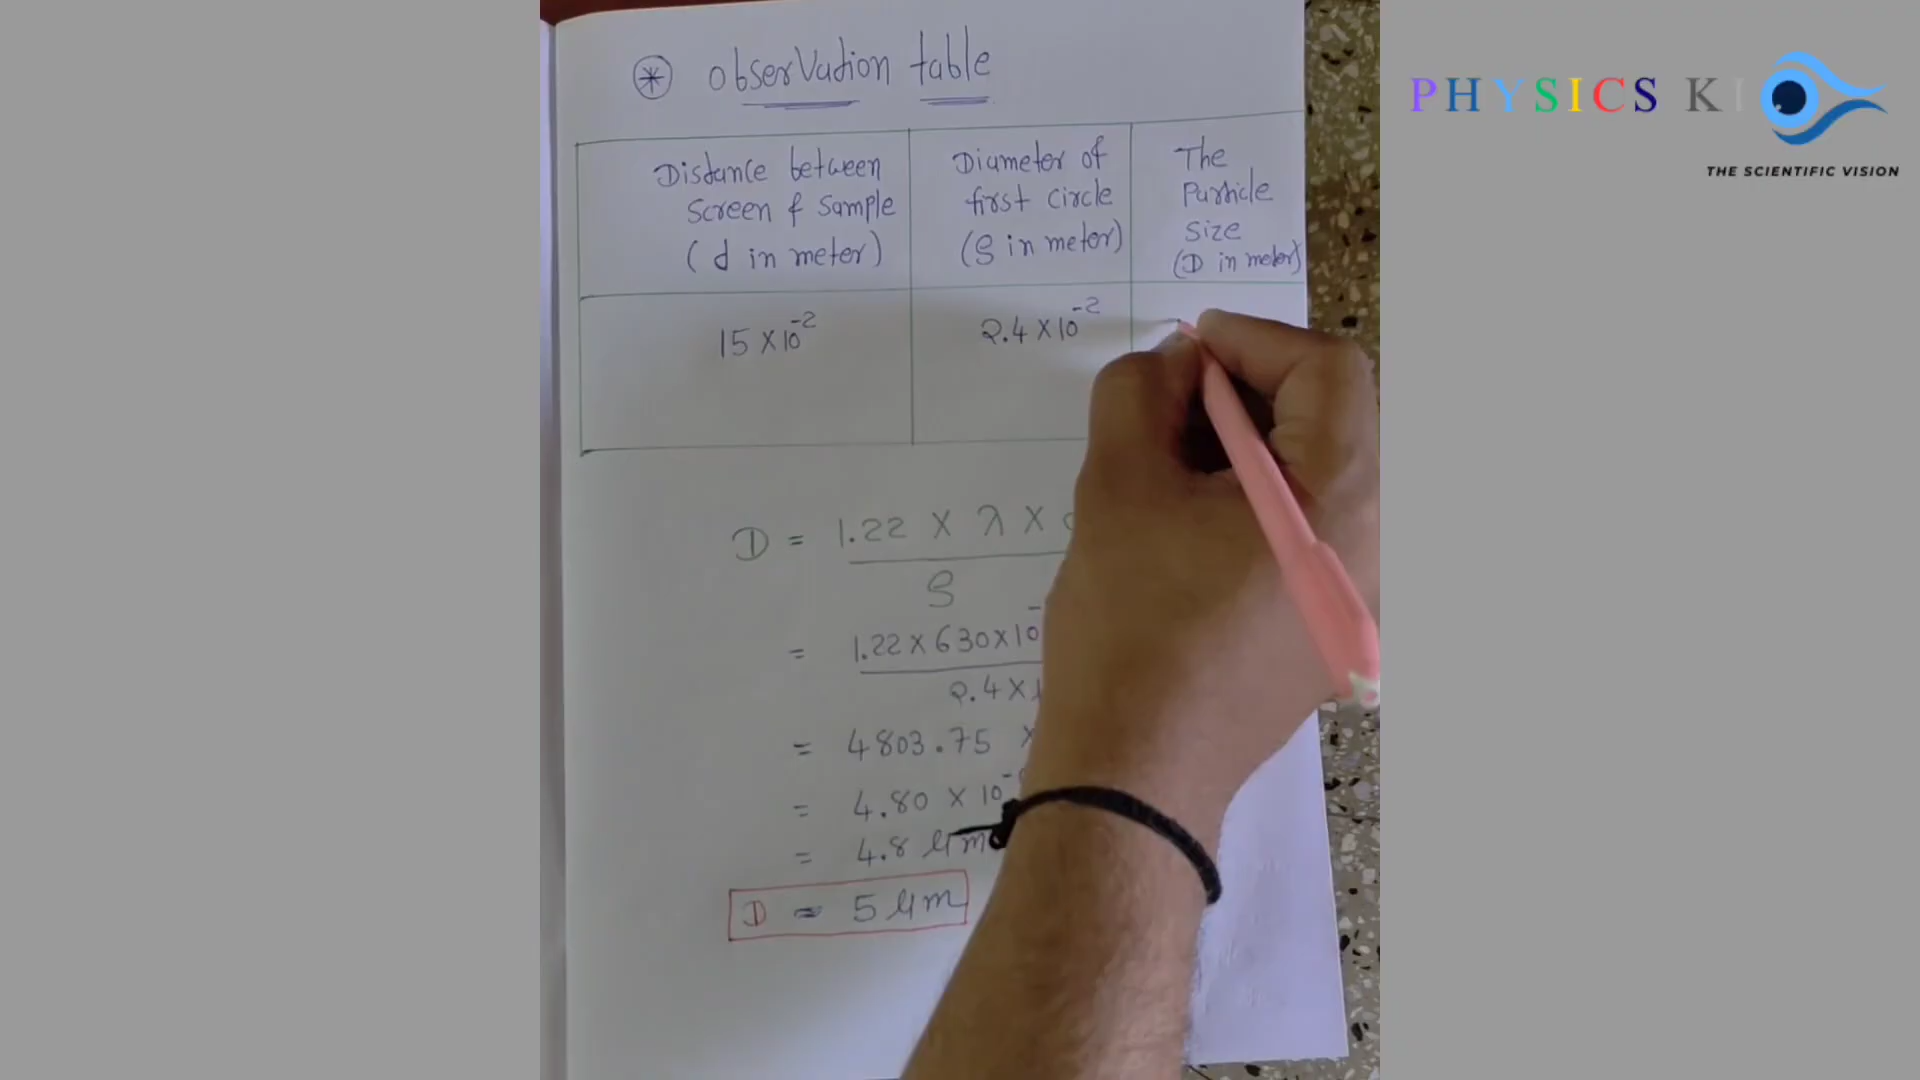 * observation table
PHYSICS KI
THE SCIENTIFIC VISION
Distance between
Screen & Sample
(d in meter)
Diameter of
first circle
(S in meter)
The
Particle
Size
(D in meter)
15 × 10⁻²
2.4 × 10⁻²
D = 1.22 × λ ×
S
= 1.22 × 630 × 10
2.4 ×
= 4803.75 ×
= 4.80 × 10
= 4.8 μm
D ≈ 5 μm